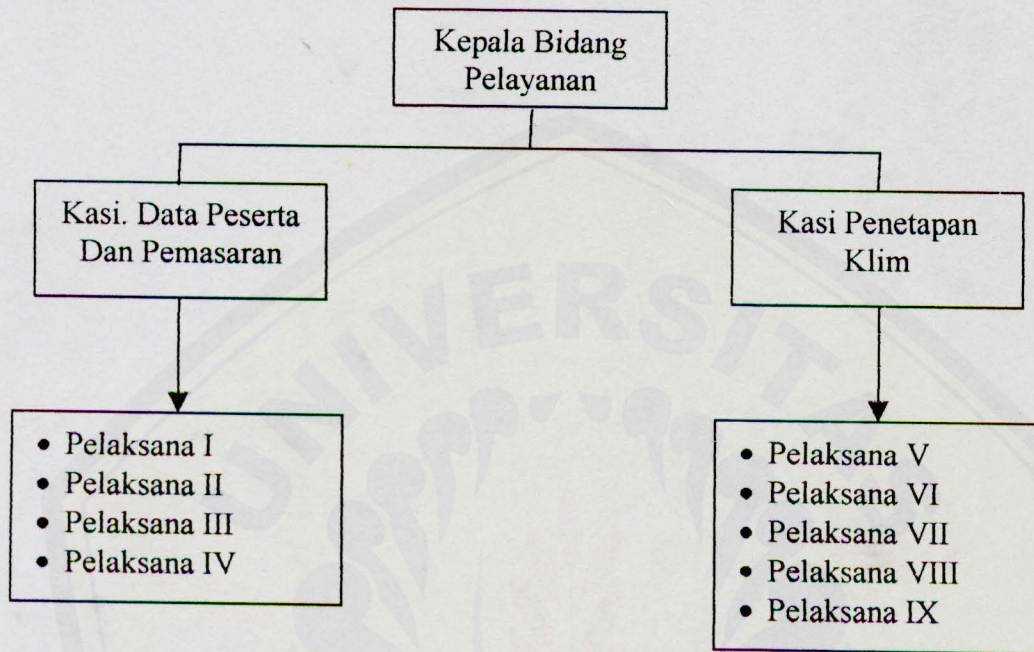 Kepala Bidang
Pelayanan
Kasi. Data Peserta
Dan Pemasaran
Kasi Penetapan
Klim
• Pelaksana I
• Pelaksana II
• Pelaksana III
• Pelaksana IV
• Pelaksana V
• Pelaksana VI
• Pelaksana VII
• Pelaksana VIII
• Pelaksana IX
UNIVERSITAS